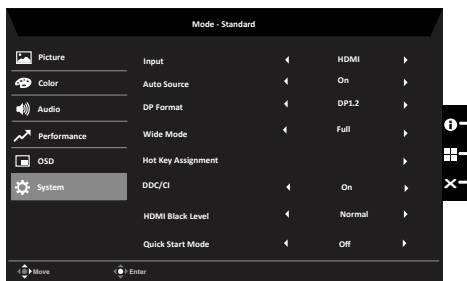 Mode - Standard
Picture
Color
Audio
Performance
OSD
System
Input HDMI
Auto Source On
DP Format DP1.2
Wide Mode Full
Hot Key Assignment
DDC/CI On
HDMI Black Level Normal
Quick Start Mode Off
Move Enter